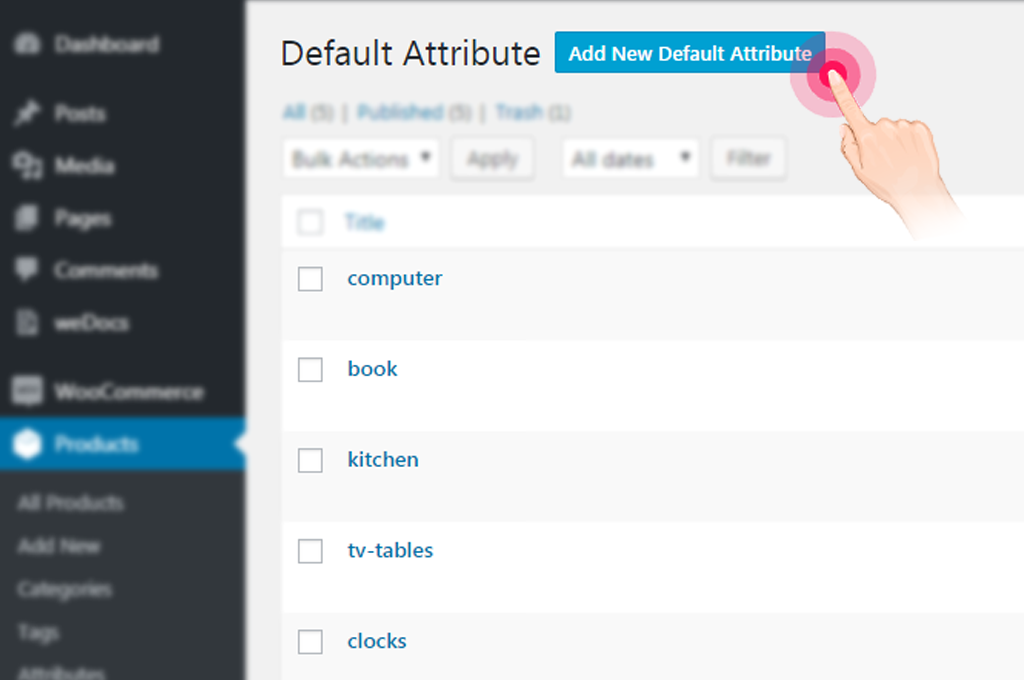 Dashboard
Posts
Media
Pages
Comments
weDocs
WooCommerce
Products
All Products
Add New
Categories
Tags
Attributes
Default Attribute Add New Default Attribute
All (5) | Published (5) | Trash (1)
Bulk Actions Apply All dates Filter
Title
computer
book
kitchen
tv-tables
clocks